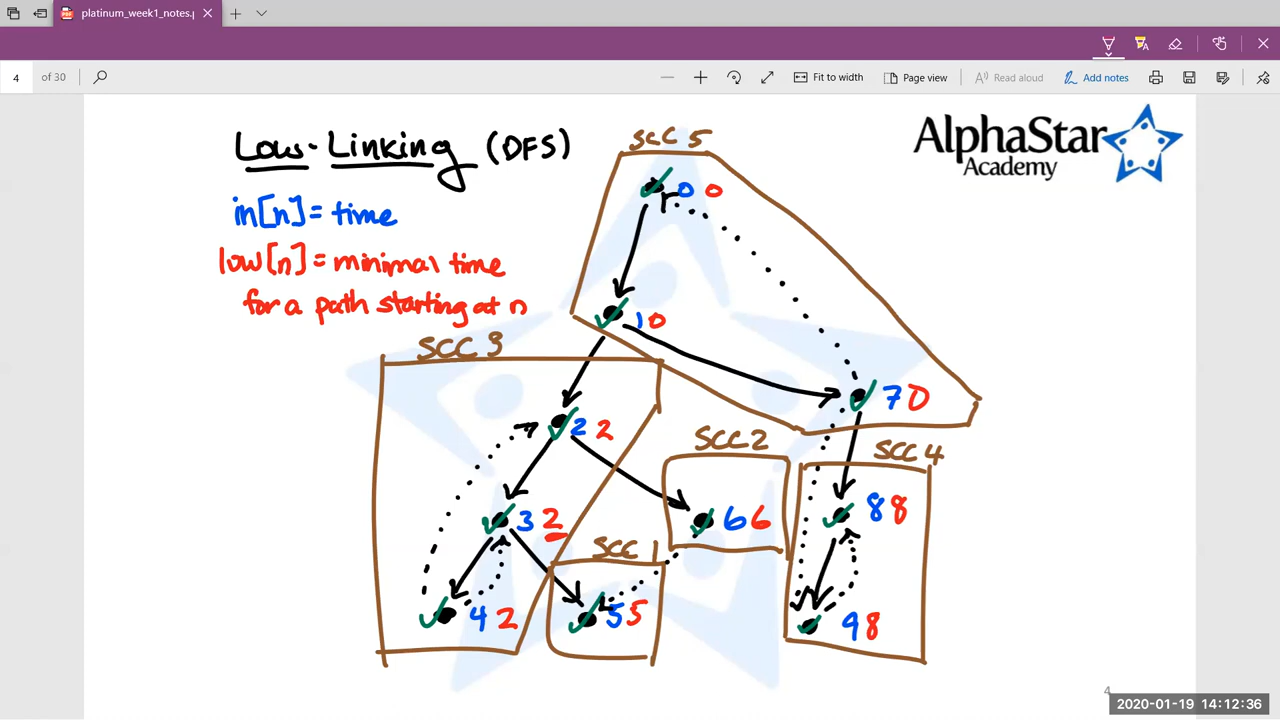 platinum_week1_notes.p
4
of 30
Fit to width
Page view
Read aloud
Add notes
Low-Linking (DFS)
in[n] = time
low[n] = minimal time
for a path starting at n
AlphaStar
Academy
SCC 5
0 0
1 0
SCC 3
7 0
2 2
SCC 2
SCC 4
3 2
6 6
8 8
SCC 1
4 2
5 5
9 8
4
2020-01-19 14:12:36